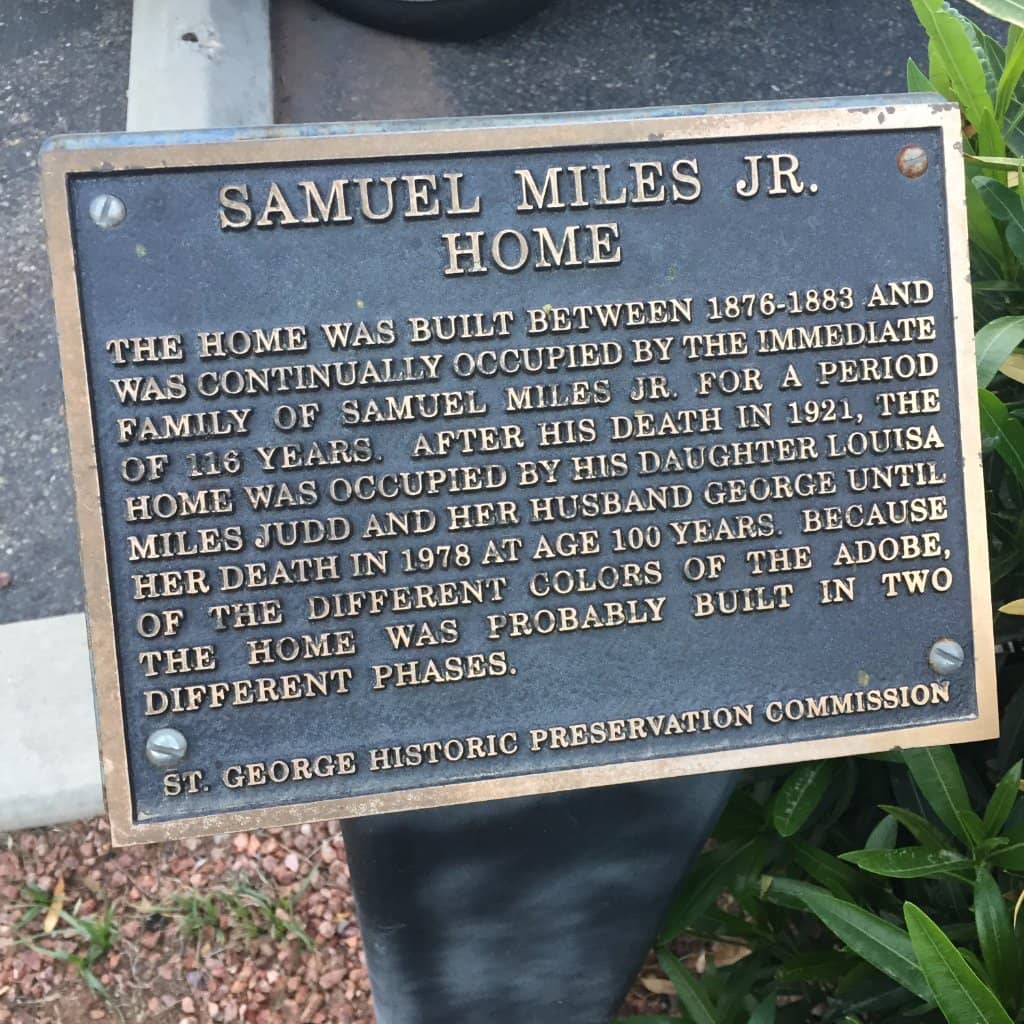 SAMUEL MILES JR.
HOME
THE HOME WAS BUILT BETWEEN 1876-1883 AND
WAS CONTINUALLY OCCUPIED BY THE IMMEDIATE
FAMILY OF SAMUEL MILES JR. FOR A PERIOD
OF 116 YEARS. AFTER HIS DEATH IN 1921, THE
HOME WAS OCCUPIED BY HIS DAUGHTER LOUISA
MILES JUDD AND HER HUSBAND GEORGE UNTIL
HER DEATH IN 1978 AT AGE 100 YEARS. BECAUSE
OF THE DIFFERENT COLORS OF THE ADOBE,
THE HOME WAS PROBABLY BUILT IN TWO
DIFFERENT PHASES.
ST. GEORGE HISTORIC PRESERVATION COMMISSION